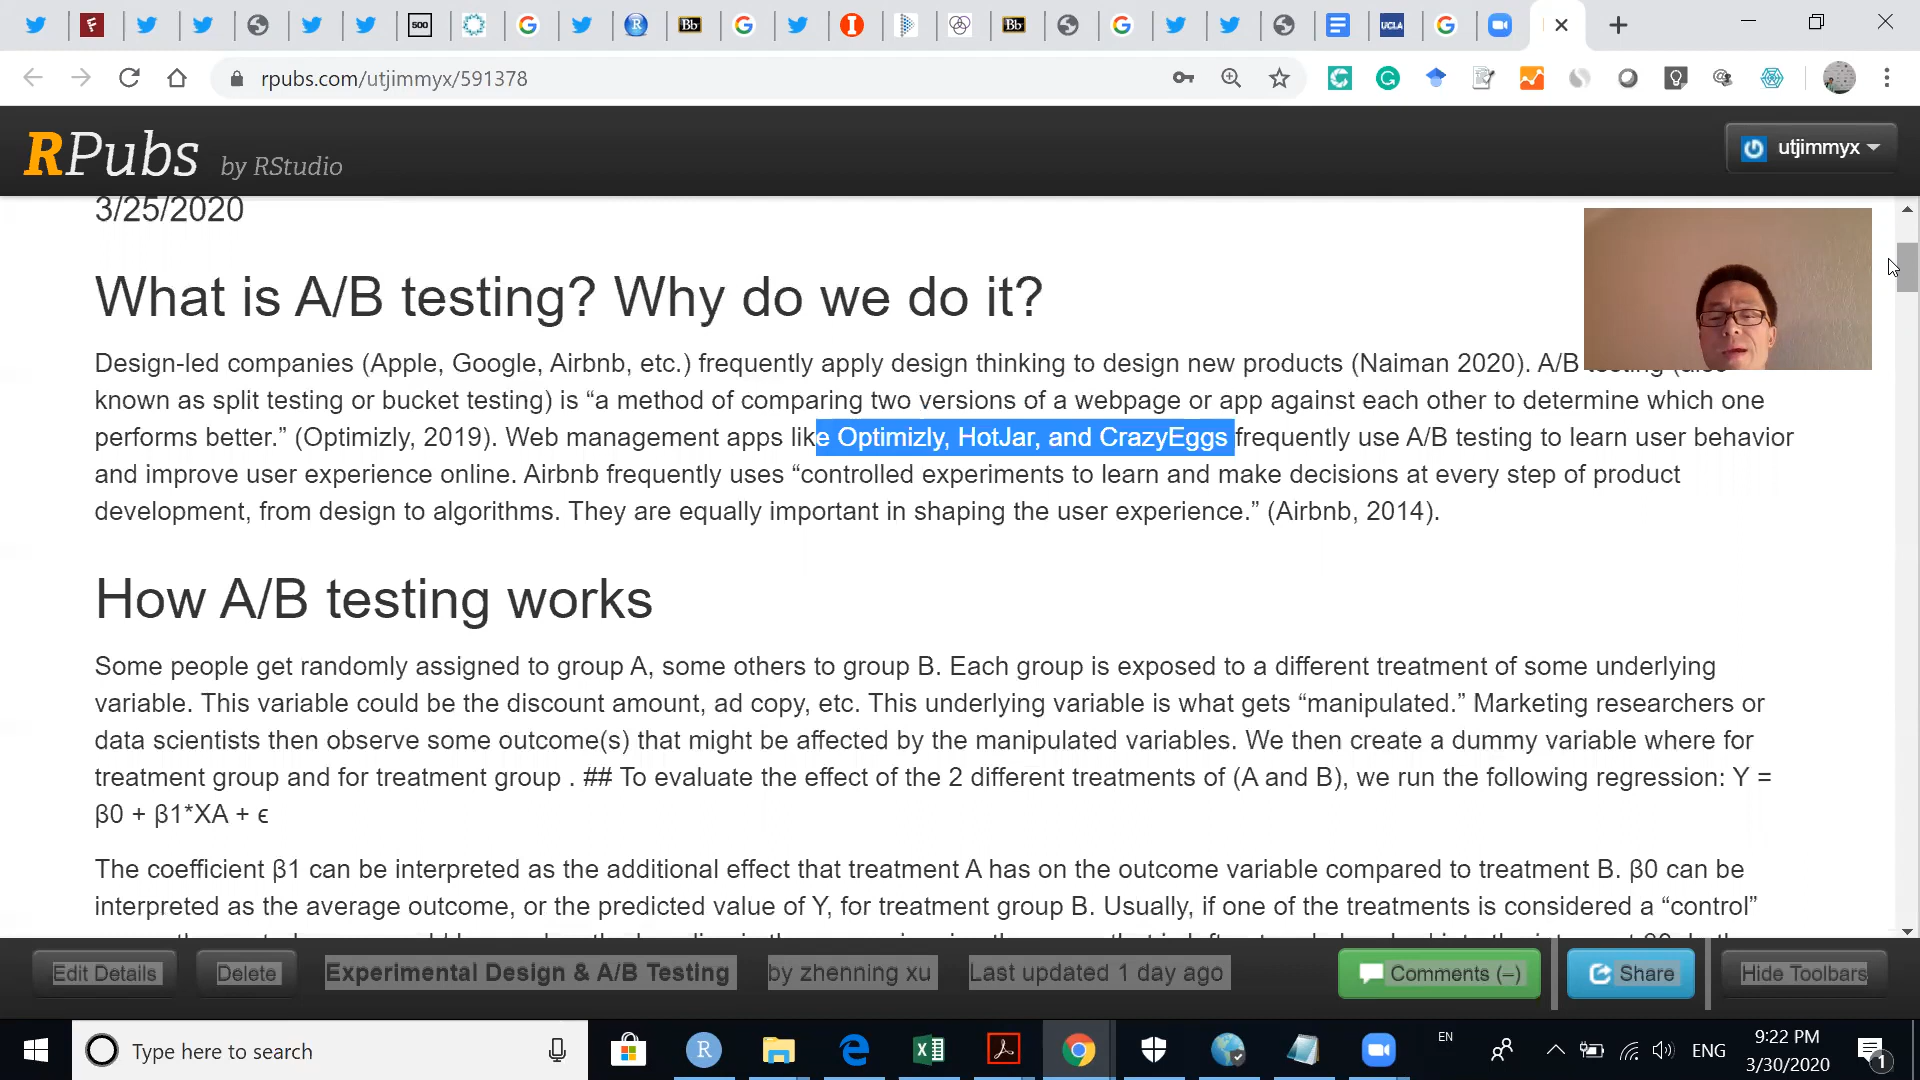 500
Bb
Bb
UCLA
rpubs.com/utjimmyx/591378
RPubs by RStudio
utjimmyx
3/25/2020
What is A/B testing? Why do we do it?
Design-led companies (Apple, Google, Airbnb, etc.) frequently apply design thinking to design new products (Naiman 2020). A/B testing (also
known as split testing or bucket testing) is “a method of comparing two versions of a webpage or app against each other to determine which one
performs better.” (Optimizly, 2019). Web management apps like Optimizly, HotJar, and CrazyEggs frequently use A/B testing to learn user behavior
and improve user experience online. Airbnb frequently uses “controlled experiments to learn and make decisions at every step of product
development, from design to algorithms. They are equally important in shaping the user experience.” (Airbnb, 2014).
How A/B testing works
Some people get randomly assigned to group A, some others to group B. Each group is exposed to a different treatment of some underlying
variable. This variable could be the discount amount, ad copy, etc. This underlying variable is what gets “manipulated.” Marketing researchers or
data scientists then observe some outcome(s) that might be affected by the manipulated variables. We then create a dummy variable where for
treatment group and for treatment group . ## To evaluate the effect of the 2 different treatments of (A and B), we run the following regression: Y =
β0 + β1*XA + ϵ
The coefficient β1 can be interpreted as the additional effect that treatment A has on the outcome variable compared to treatment B. β0 can be
interpreted as the average outcome, or the predicted value of Y, for treatment group B. Usually, if one of the treatments is considered a “control”
Edit Details Delete Experimental Design & A/B Testing by zhenning xu Last updated 1 day ago Comments (–) Share Hide Toolbars
Type here to search
EN
ENG
9:22 PM
3/30/2020
1